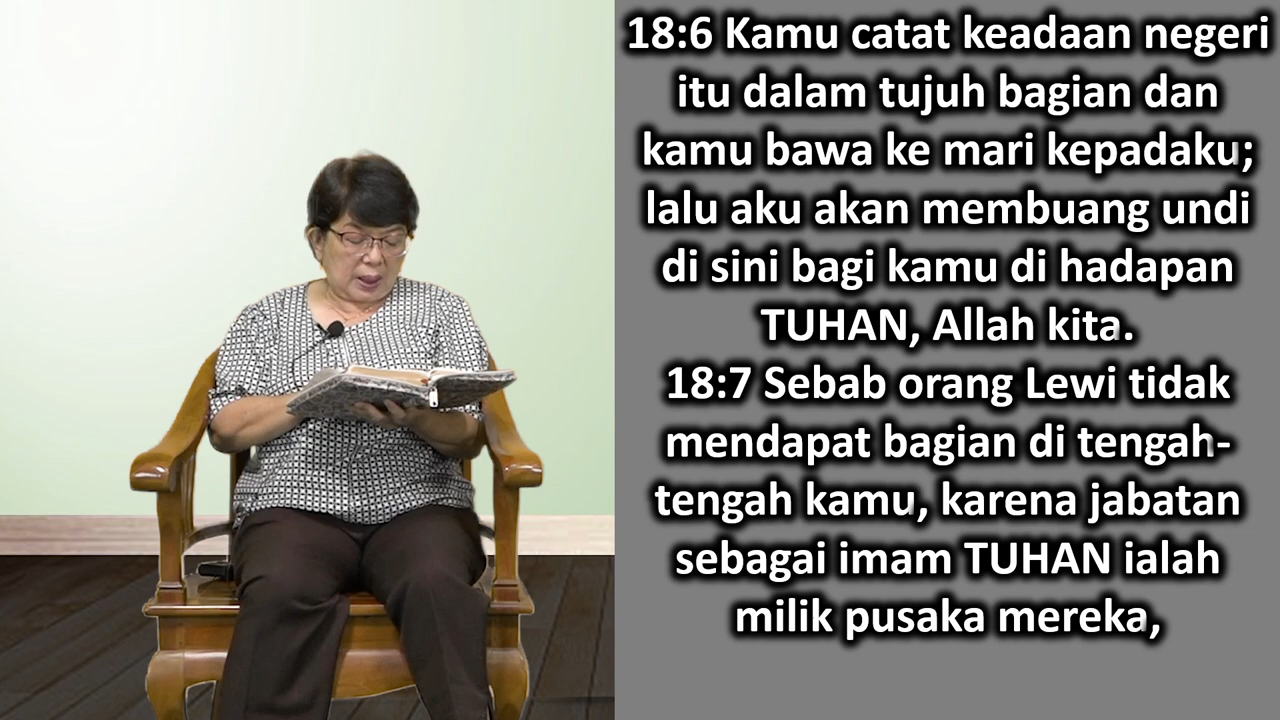 18:6 Kamu catat keadaan negeri
itu dalam tujuh bagian dan
kamu bawa ke mari kepadaku;
lalu aku akan membuang undi
di sini bagi kamu di hadapan
TUHAN, Allah kita.
18:7 Sebab orang Lewi tidak
mendapat bagian di tengah-
tengah kamu, karena jabatan
sebagai imam TUHAN ialah
milik pusaka mereka,